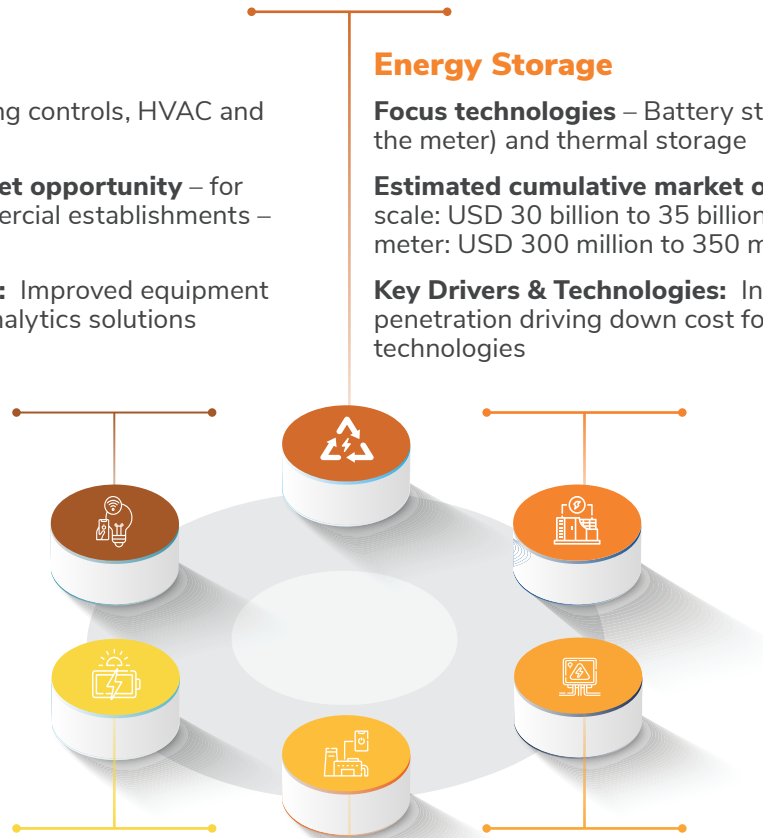 ng controls, HVAC and
et opportunity – for
ercial establishments –
: Improved equipment
nalytics solutions
Energy Storage
Focus technologies – Battery st
the meter) and thermal storage
Estimated cumulative market o
scale: USD 30 billion to 35 billion
meter: USD 300 million to 350 m
Key Drivers & Technologies: In
penetration driving down cost fo
technologies